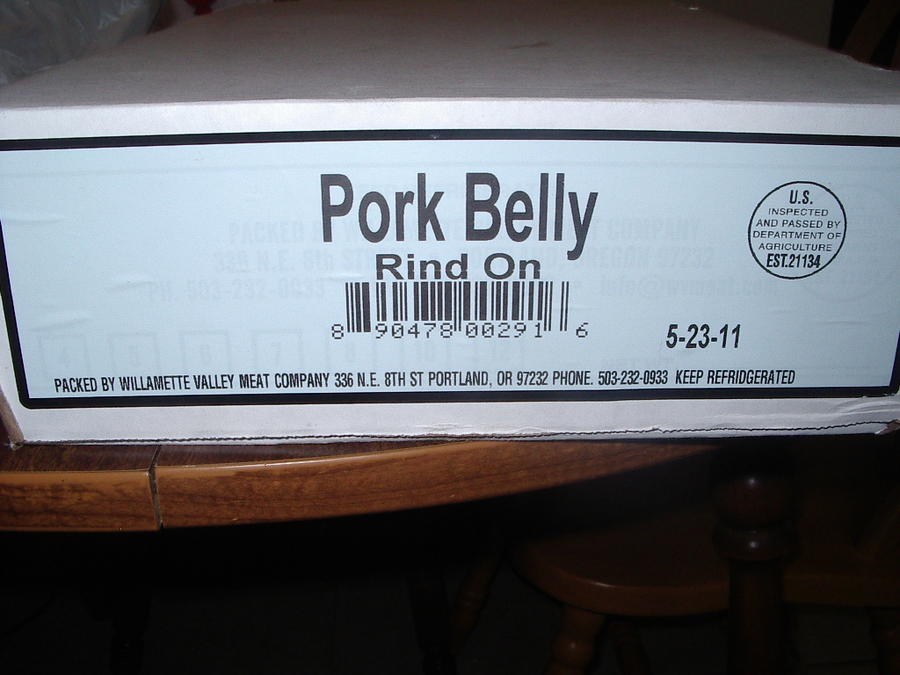 Pork Belly
Rind On
8 90478 00291 6
U.S.
INSPECTED
AND PASSED BY
DEPARTMENT OF
AGRICULTURE
EST.21134
5-23-11
PACKED BY WILLAMETTE VALLEY MEAT COMPANY 336 N.E. 8TH ST PORTLAND, OR 97232 PHONE. 503-232-0933 KEEP REFRIDGERATED